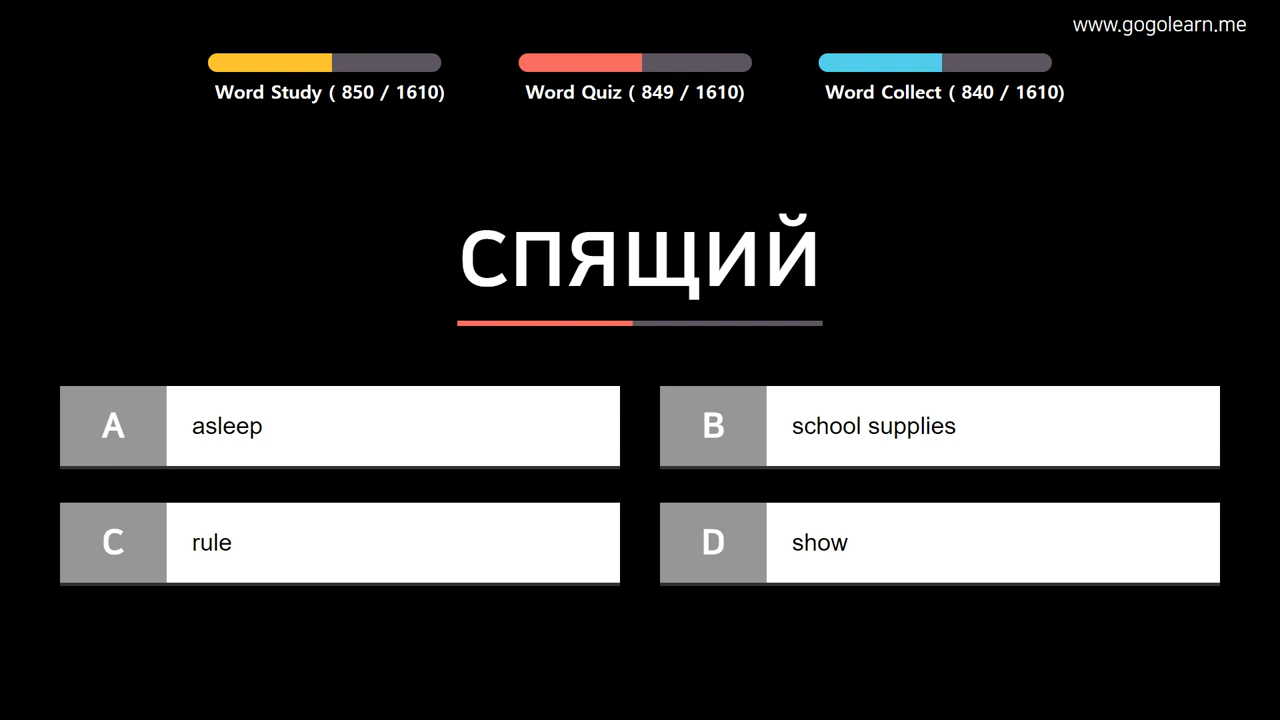 www.gogolearn.me
Word Study ( 850 / 1610)
Word Quiz ( 849 / 1610)
Word Collect ( 840 / 1610)
СПЯЩИЙ
A asleep
B school supplies
C rule
D show